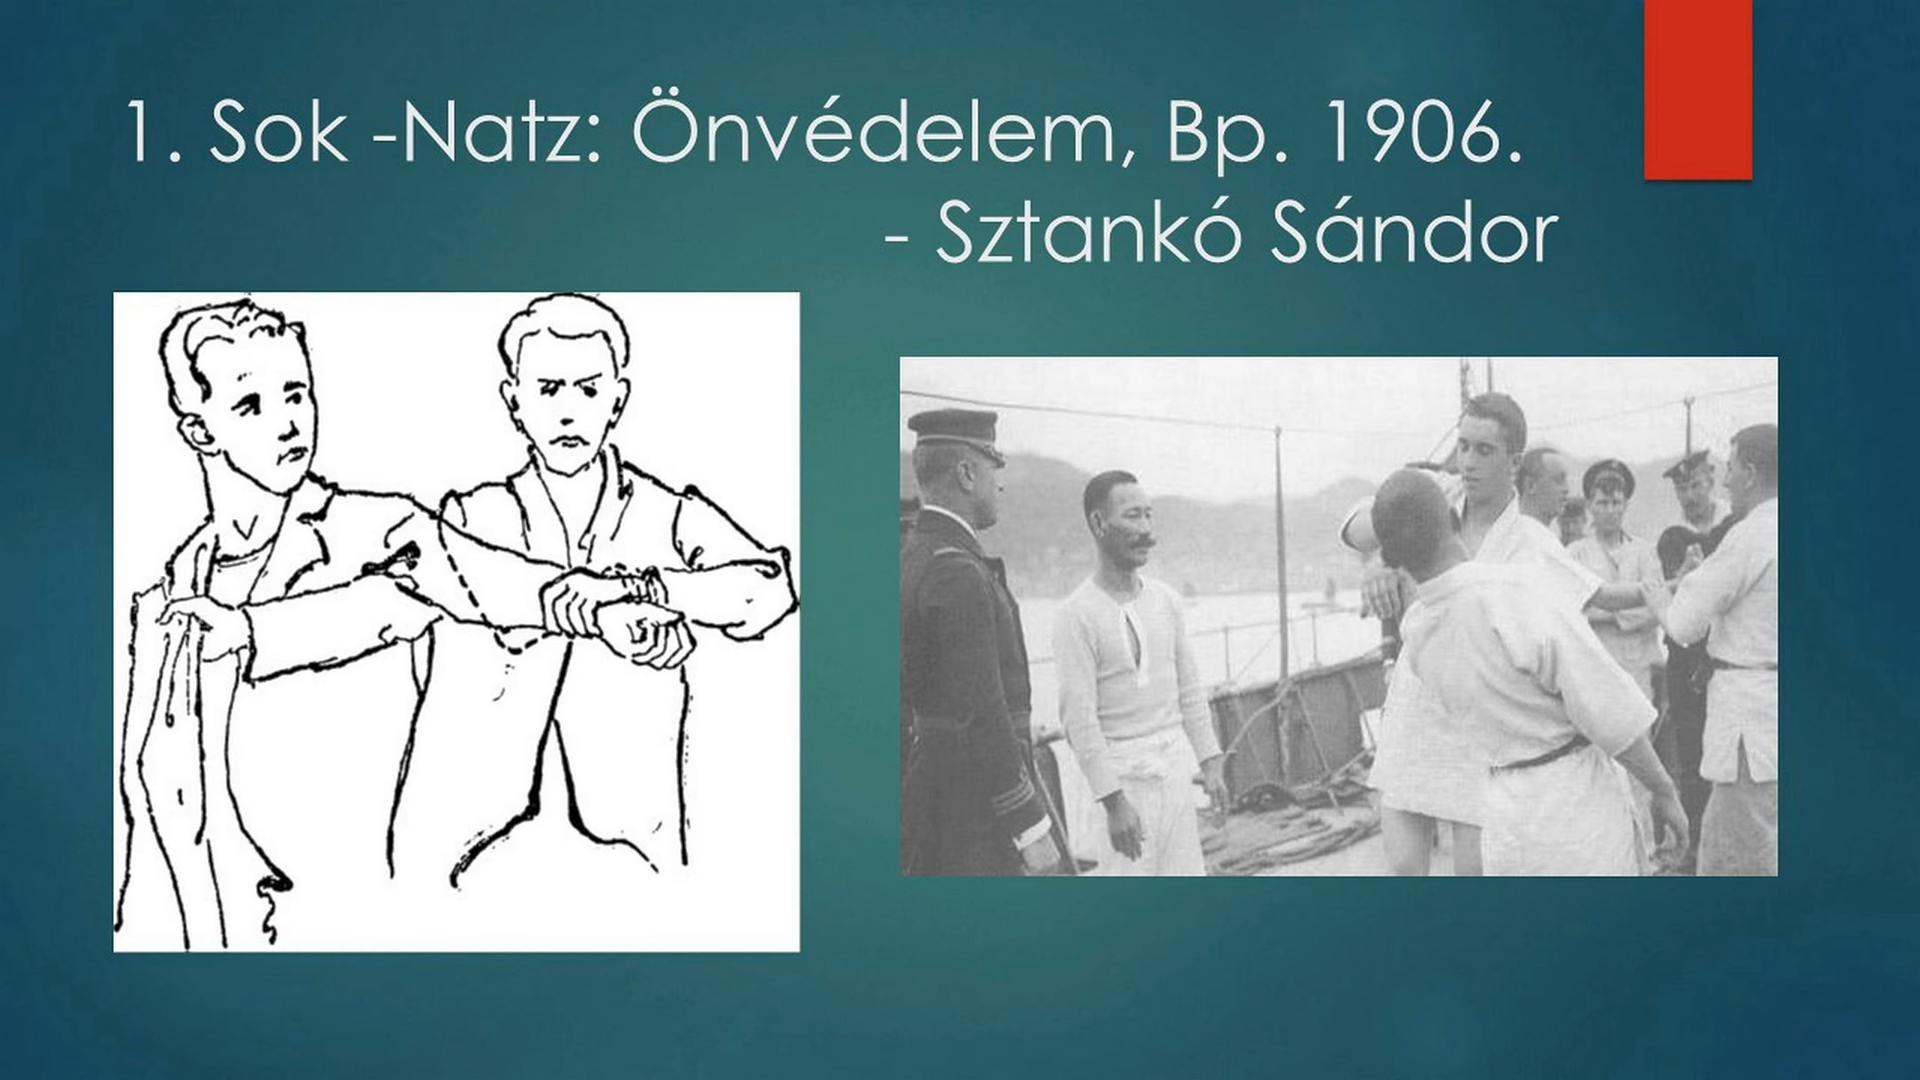 1. Sok -Natz: Önvédelem, Bp. 1906.
- Sztankó Sándor